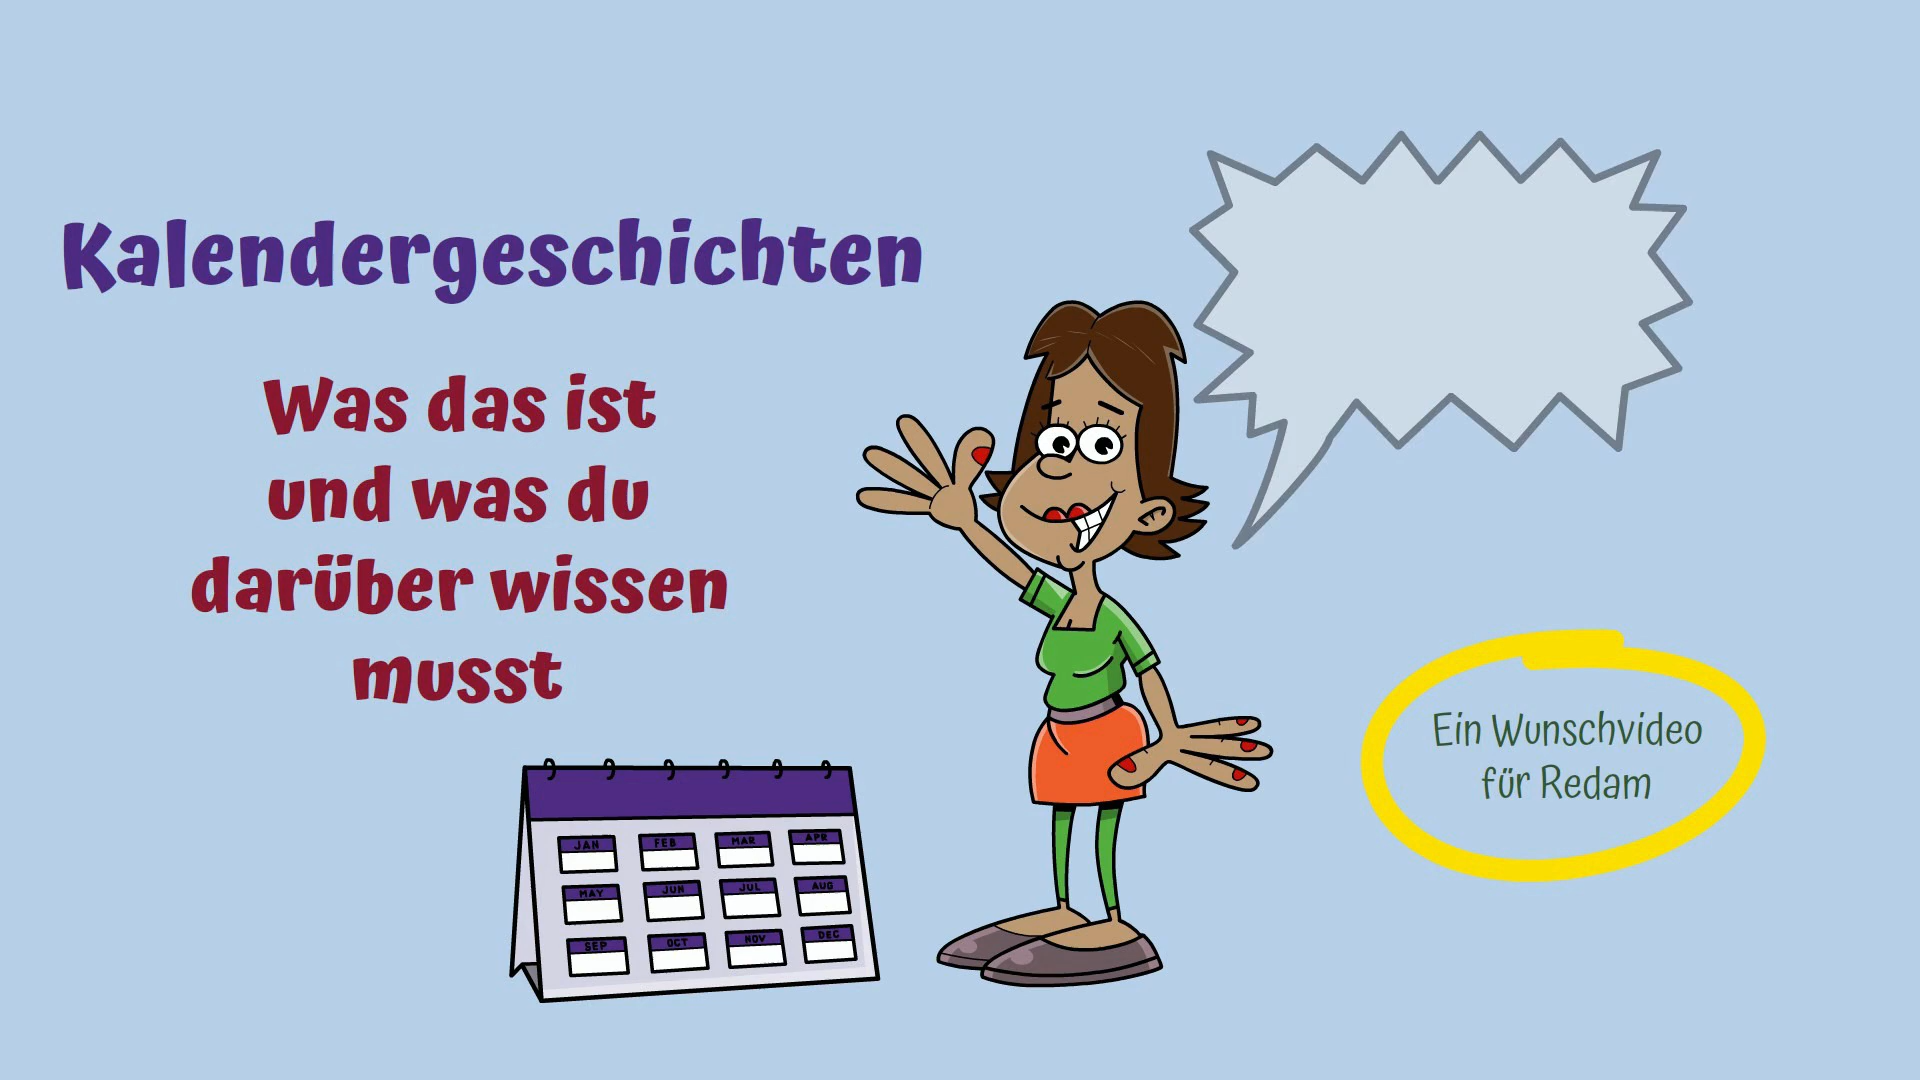 Kalendergeschichten
Was das ist
und was du
darüber wissen
musst
JAN FEB MAR APR
MAY JUN JUL AUG
SEP OCT NOV DEC
Ein Wunschvideo
für Redam